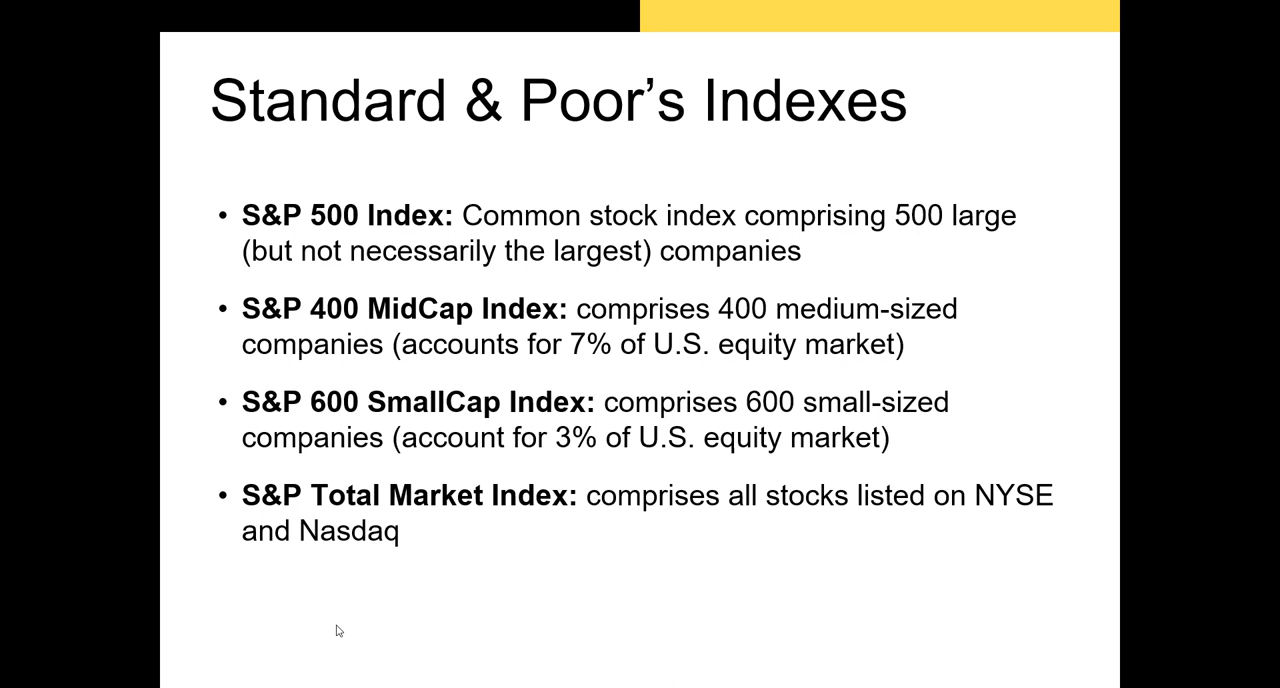 Standard & Poor’s Indexes
• S&P 500 Index: Common stock index comprising 500 large
(but not necessarily the largest) companies
• S&P 400 MidCap Index: comprises 400 medium-sized
companies (accounts for 7% of U.S. equity market)
• S&P 600 SmallCap Index: comprises 600 small-sized
companies (account for 3% of U.S. equity market)
• S&P Total Market Index: comprises all stocks listed on NYSE
and Nasdaq